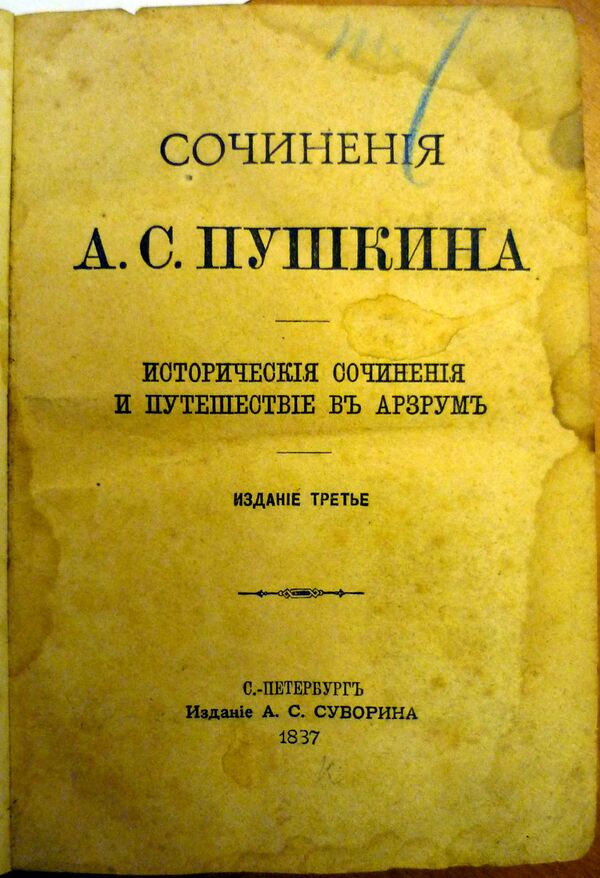 СОЧИНЕНІЯ
А. С. ПУШКИНА
ИСТОРИЧЕСКІЯ СОЧИНЕНІЯ
И ПУТЕШЕСТВІЕ ВЪ АРЗРУМЪ
ИЗДАНІЕ ТРЕТЬЕ
С.-ПЕТЕРБУРГЪ
Изданіе А. С. СУВОРИНА
1837